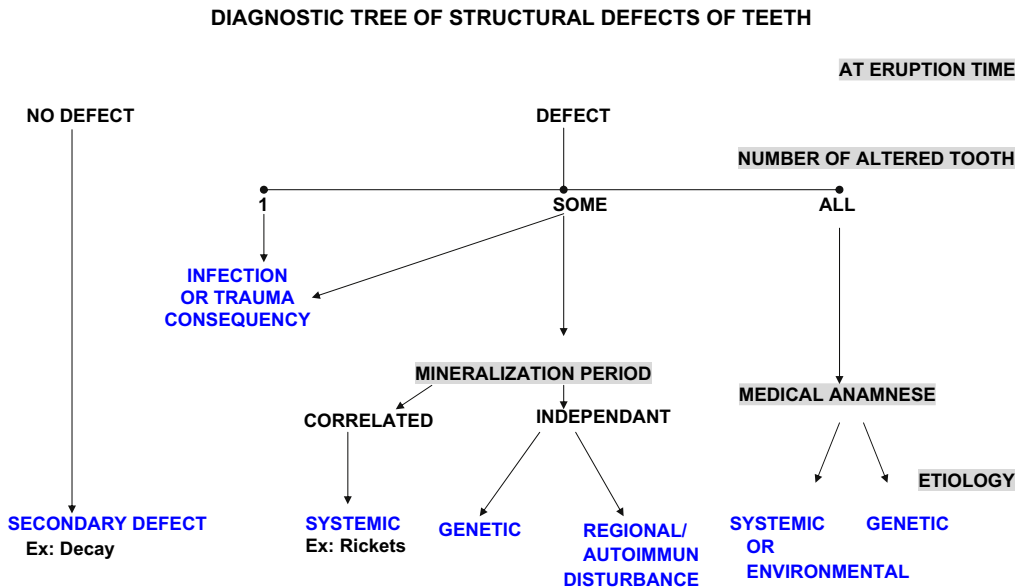 DIAGNOSTIC TREE OF STRUCTURAL DEFECTS OF TEETH
AT ERUPTION TIME
NO DEFECT
DEFECT
NUMBER OF ALTERED TOOTH
1
SOME
ALL
INFECTION
OR TRAUMA
CONSEQUENCY
MINERALIZATION PERIOD
MEDICAL ANAMNESE
CORRELATED
INDEPENDANT
ETIOLOGY
SECONDARY DEFECT
Ex: Decay
SYSTEMIC
Ex: Rickets
GENETIC
REGIONAL/
AUTOIMMUN
DISTURBANCE
SYSTEMIC
OR
ENVIRONMENTAL
GENETIC